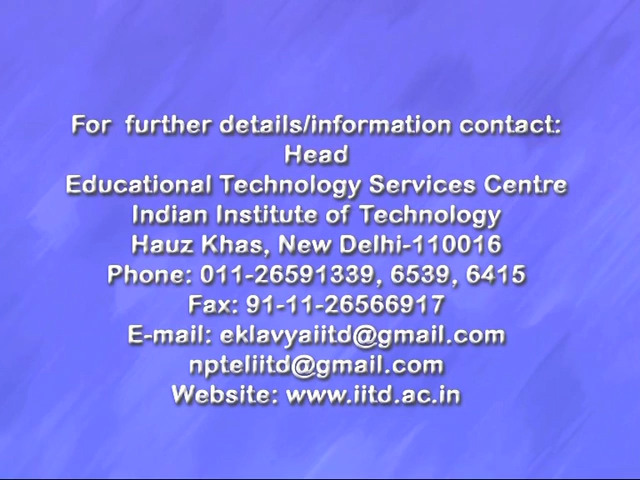 For further details/information contact:
Head
Educational Technology Services Centre
Indian Institute of Technology
Hauz Khas, New Delhi-110016
Phone: 011-26591339, 6539, 6415
Fax: 91-11-26566917
E-mail: eklavyaiitd@gmail.com
npteliitd@gmail.com
Website: www.iitd.ac.in